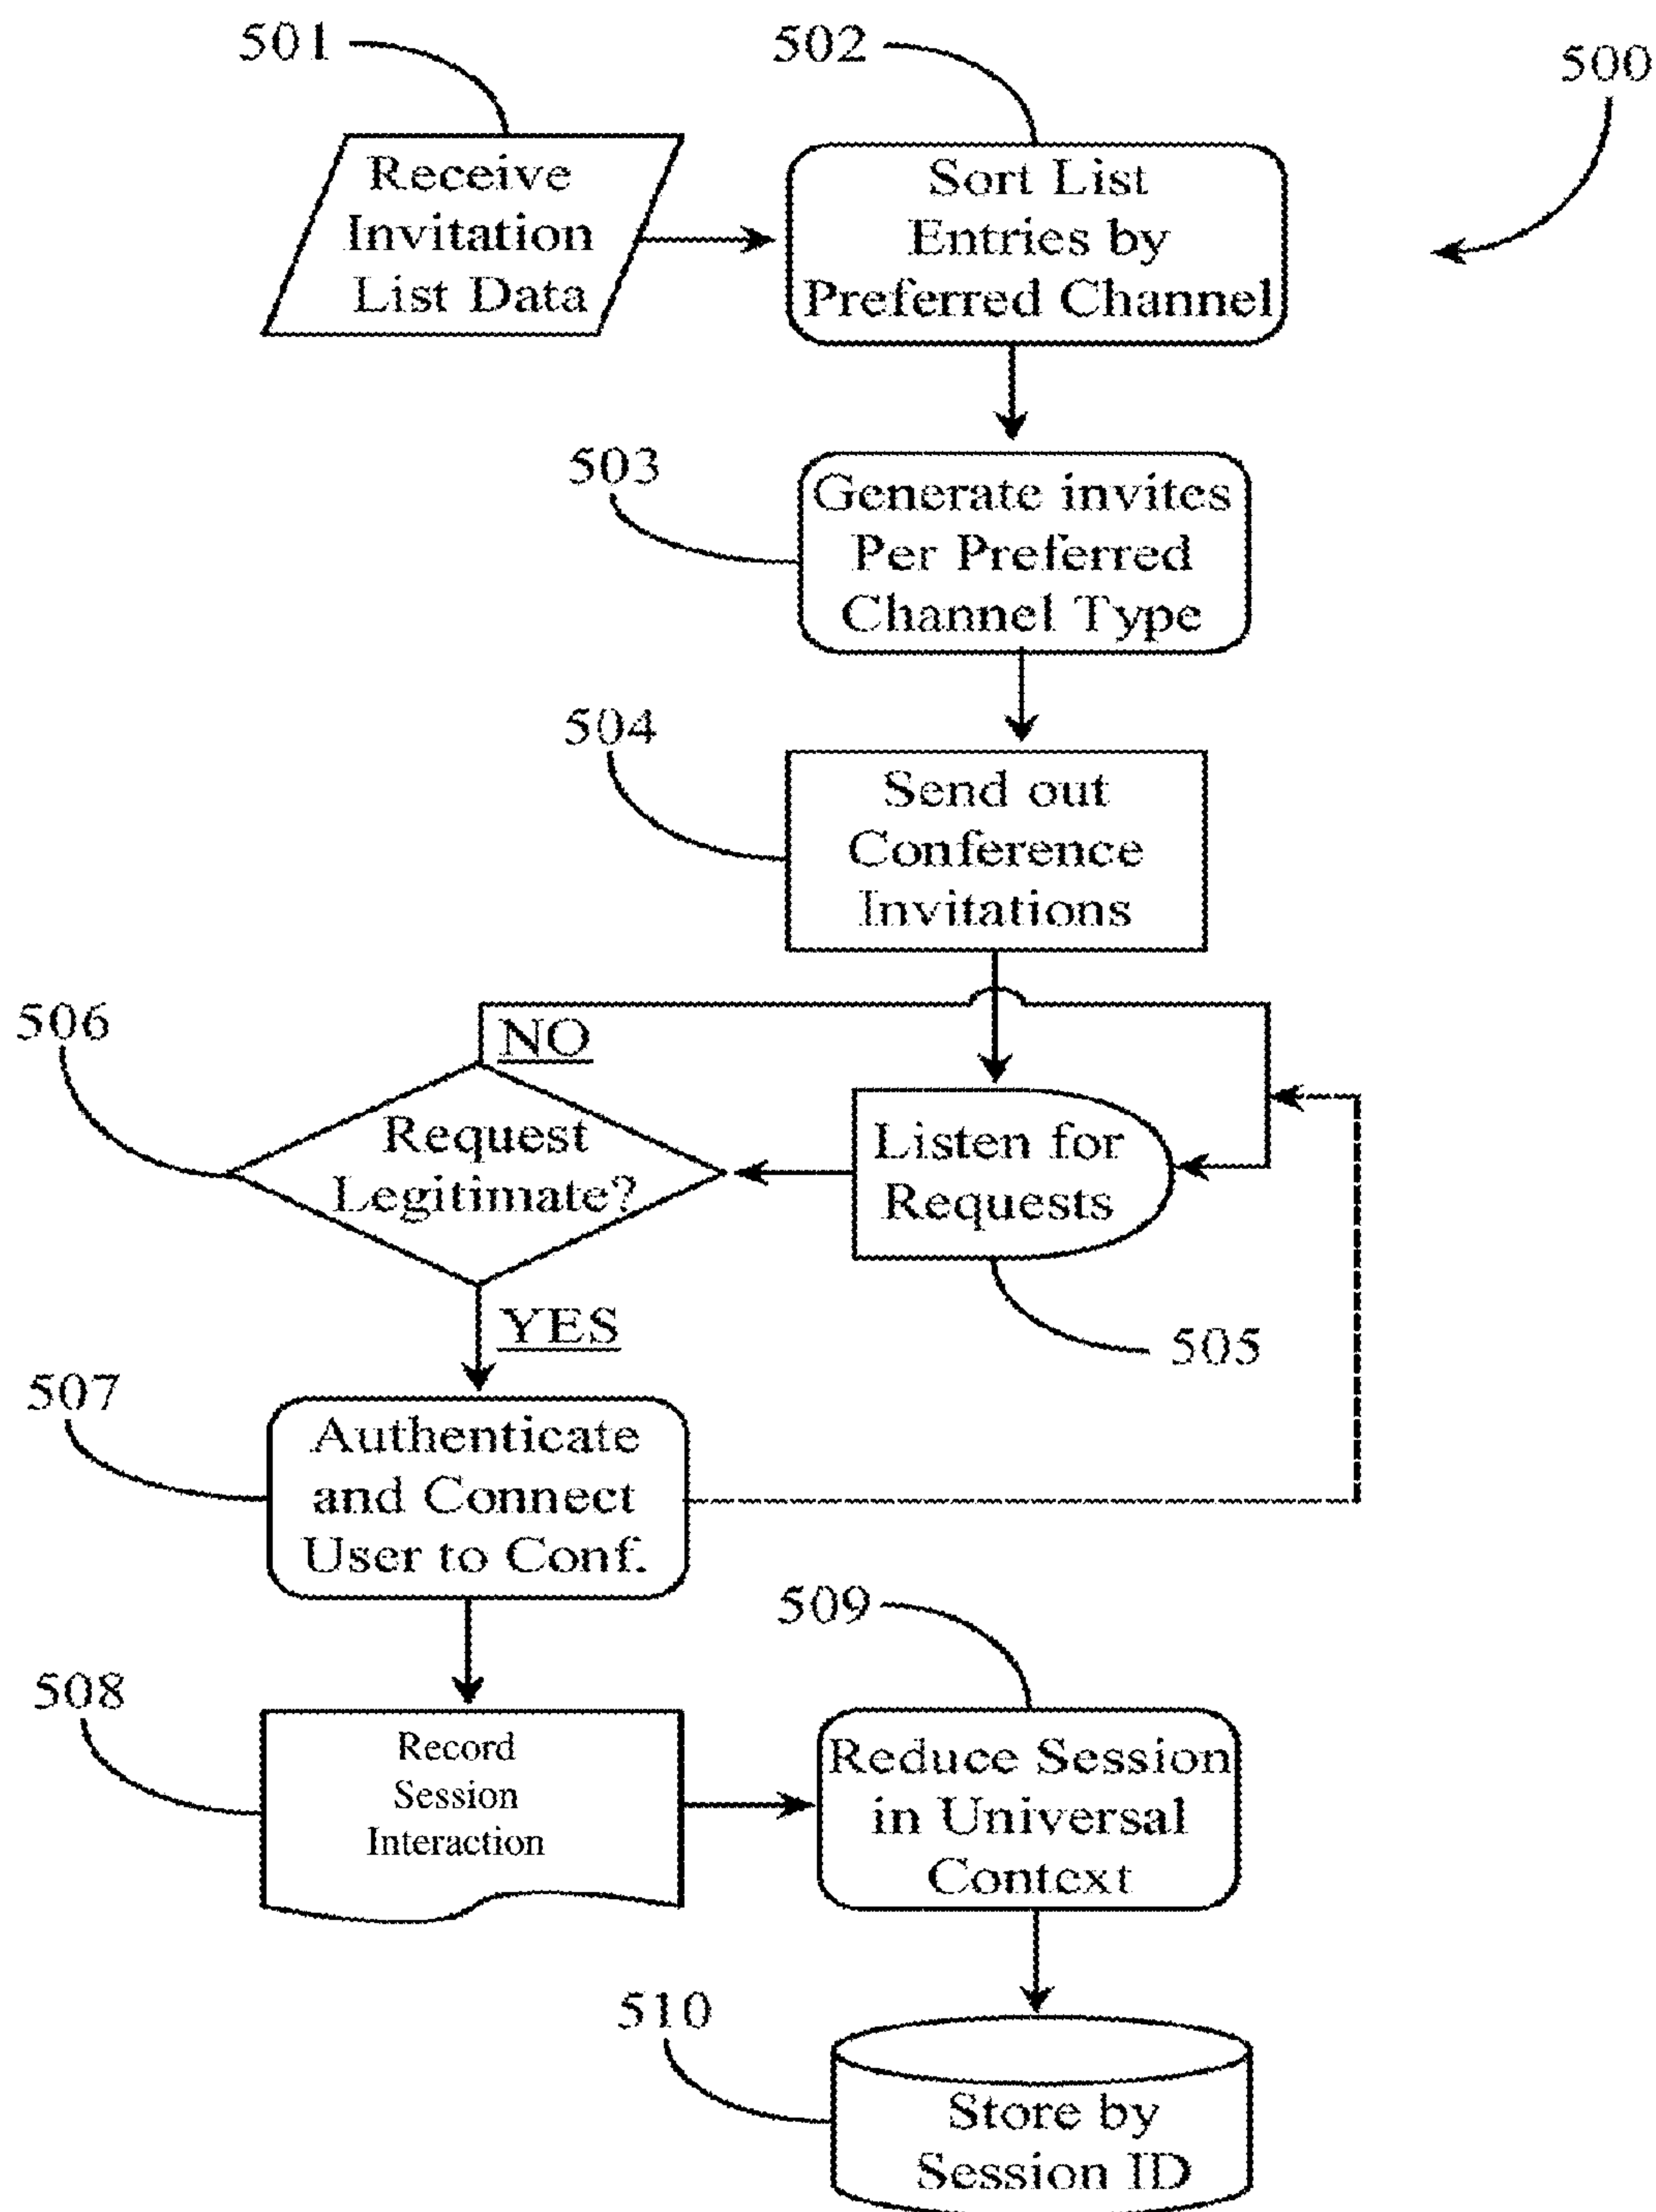 501
502
500
Receive
Invitation
List Data
Sort List
Entries by
Preferred Channel
503
Generate invites
Per Preferred
Channel Type
504
Send out
Conference
Invitations
506
NO
Request
Legitimate?
Listen for
Requests
YES
505
507
Authenticate
and Connect
User to Conf.
509
508
Record
Session
Interaction
Reduce Session
in Universal
Context
510
Store by
Session ID